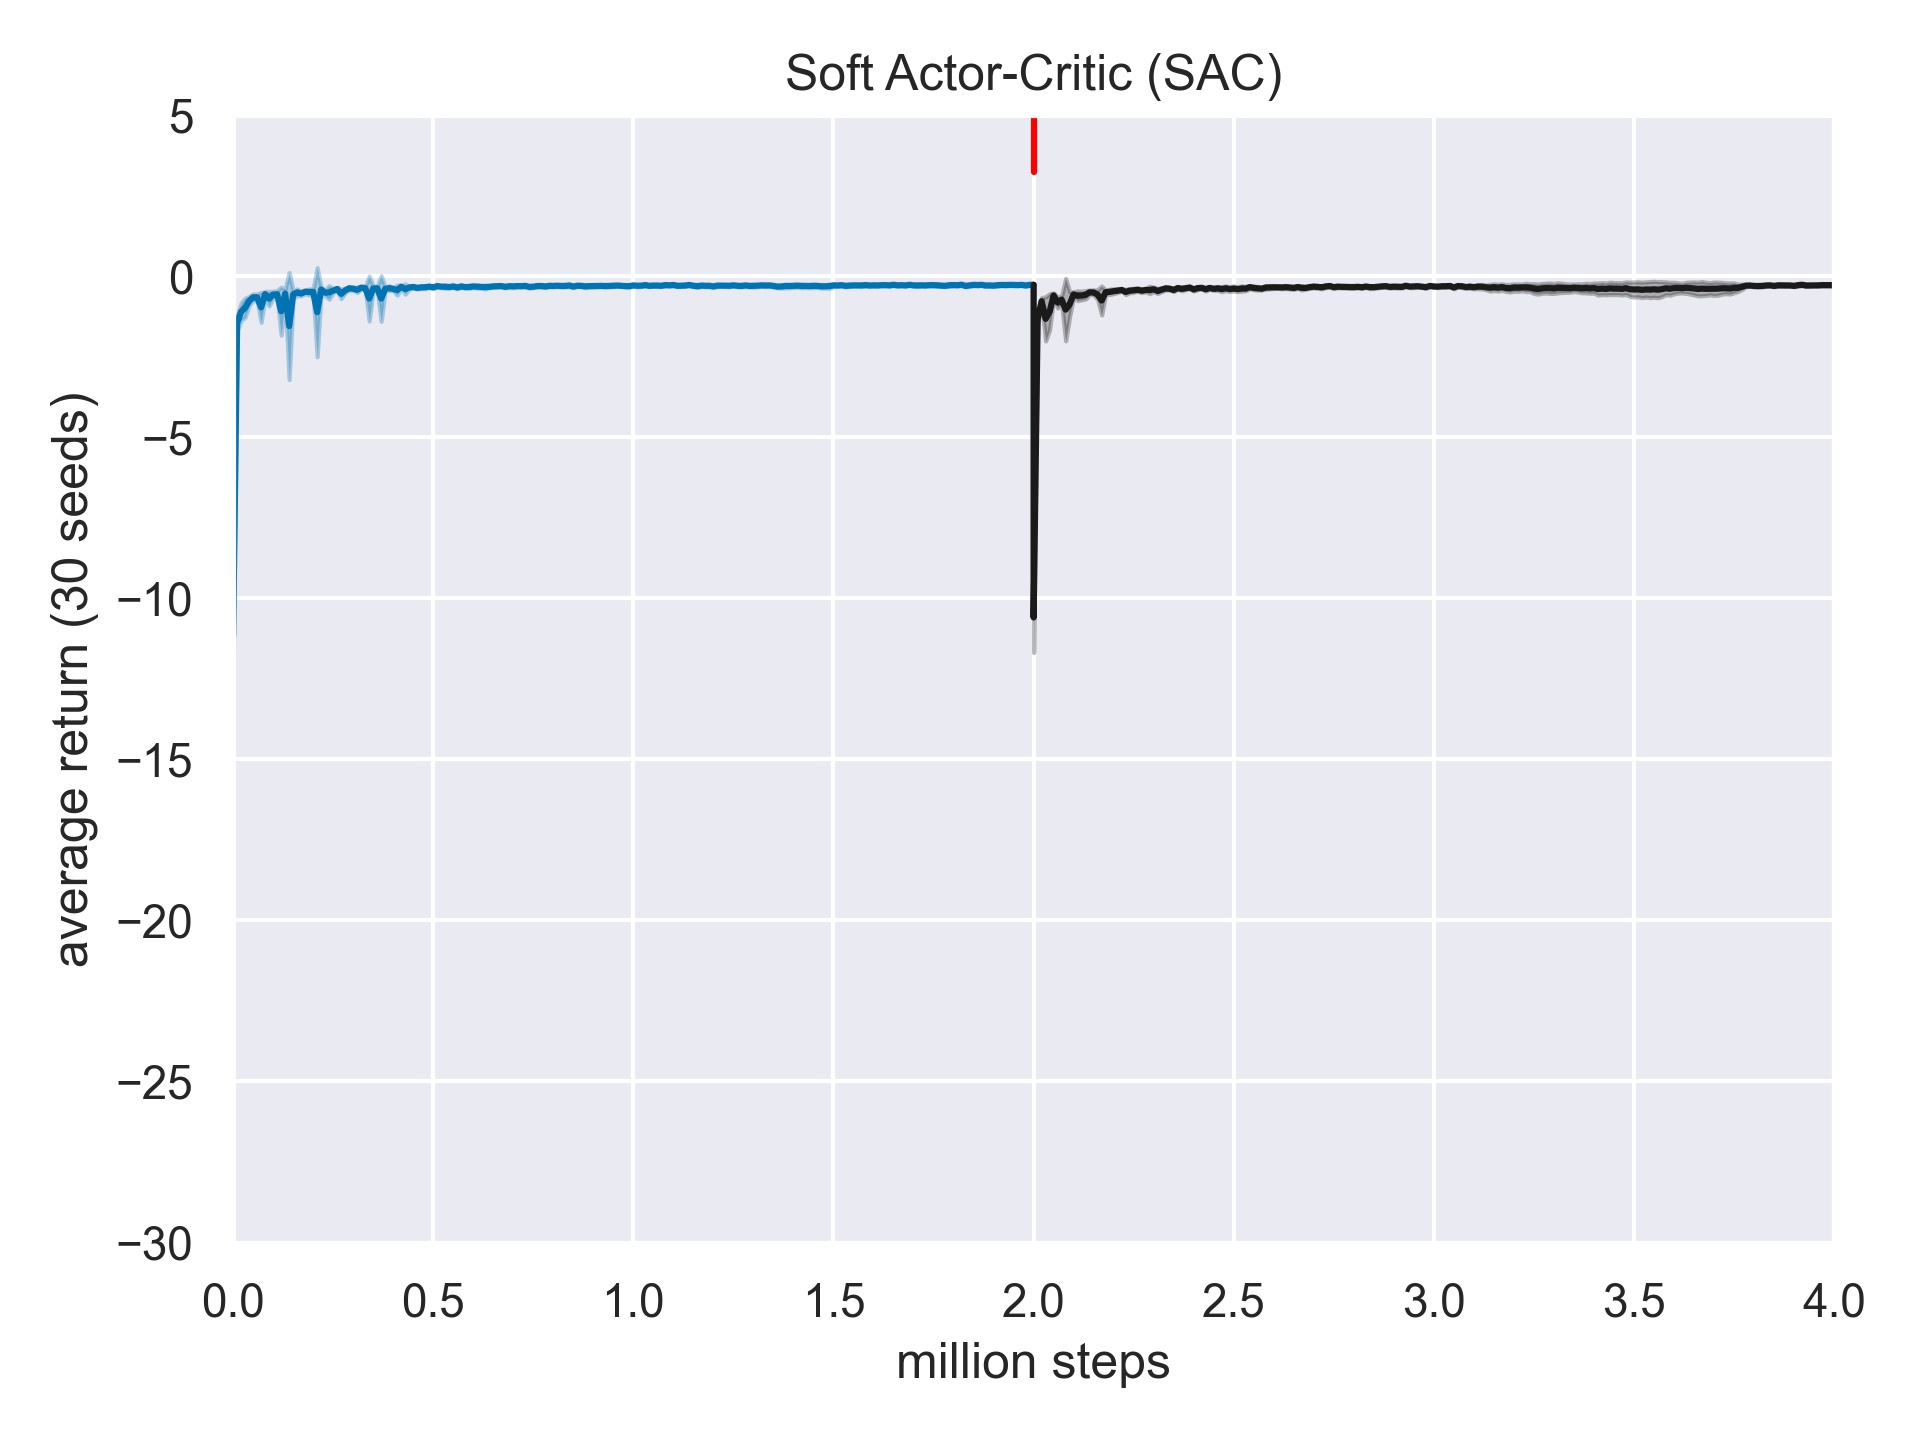 Soft Actor-Critic (SAC)
5
0
−5
−10
−15
−20
−25
−30
average return (30 seeds)
0.0 0.5 1.0 1.5 2.0 2.5 3.0 3.5 4.0
million steps